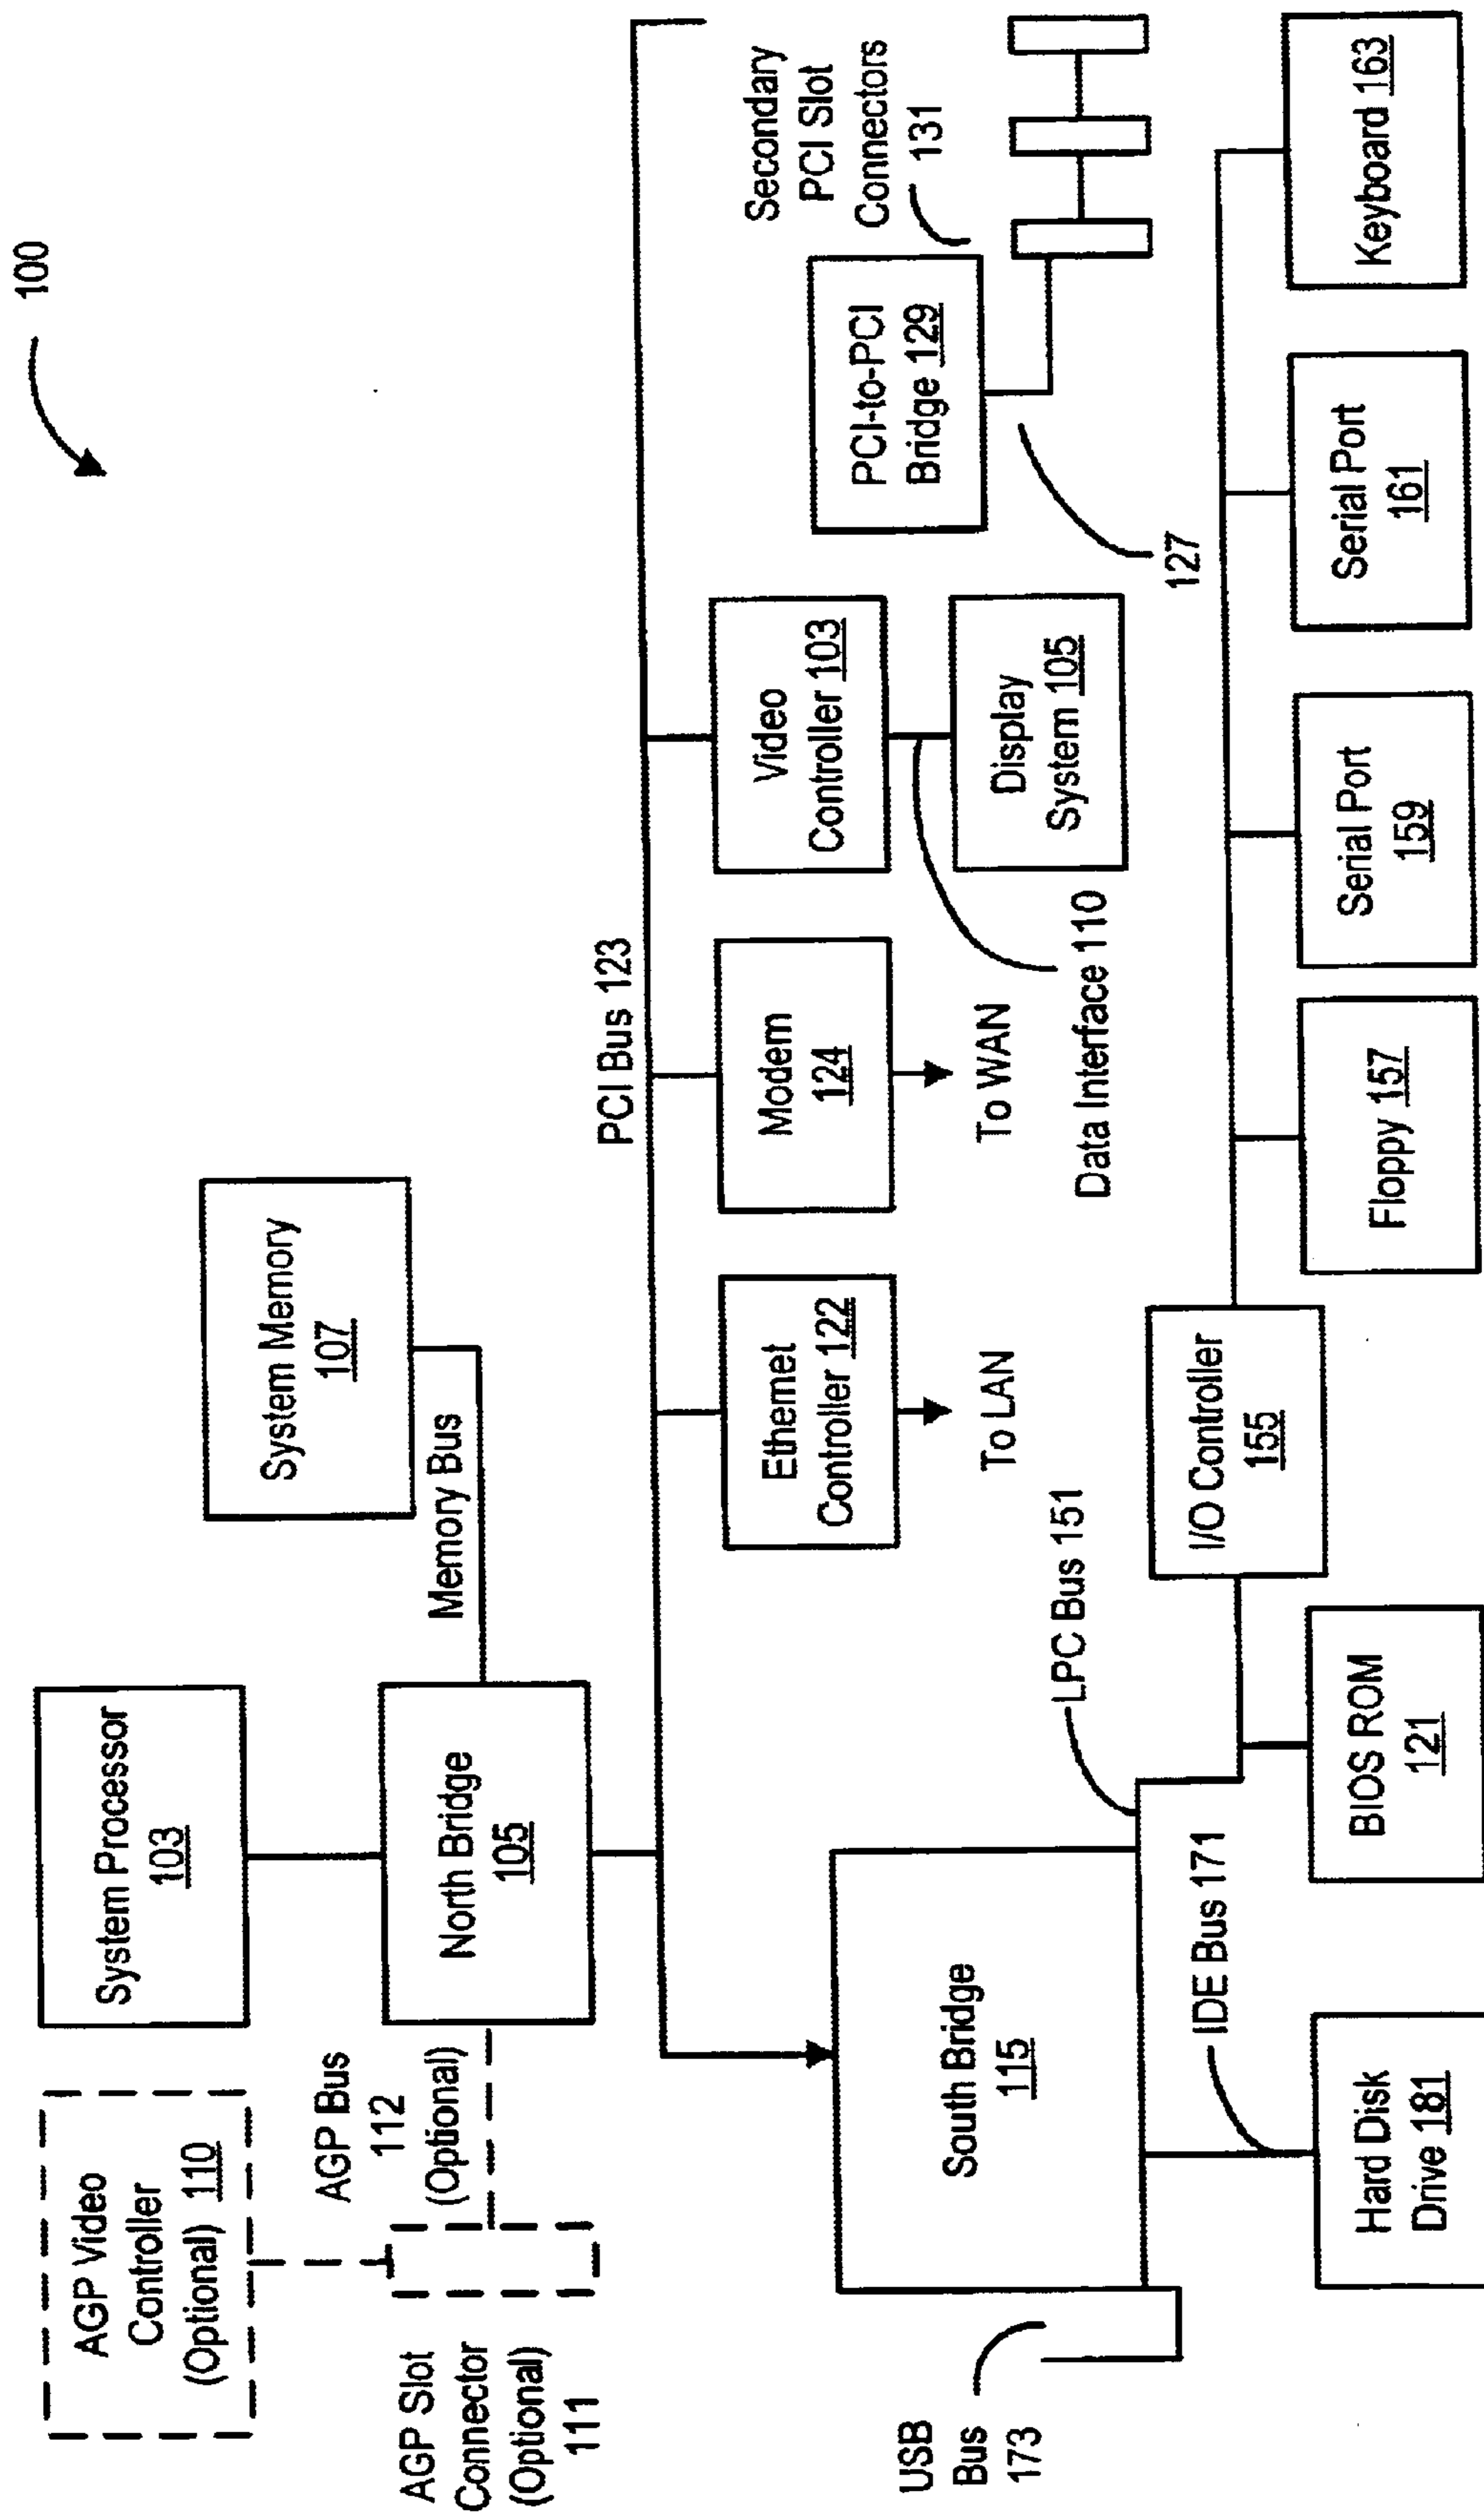 100
AGP Video
Controller
(Optional) 110
System Processor
103
System Memory
107
AGP Bus
112
(Optional)
Memory Bus
AGP Slot
Connector
(Optional)
111
North Bridge
105
PCI Bus 123
Ethernet
Controller 122
To LAN
Modem
124
To WAN
Video
Controller 103
Display
System 105
Data Interface 110
PCI-to-PCI
Bridge 129
127
Secondary
PCI Slot
Connectors
131
South Bridge
115
USB
Bus
173
LPC Bus 151
IDE Bus 171
I/O Controller
155
Hard Disk
Drive 181
BIOS ROM
121
Floppy 157
Serial Port
159
Serial Port
161
Keyboard 163